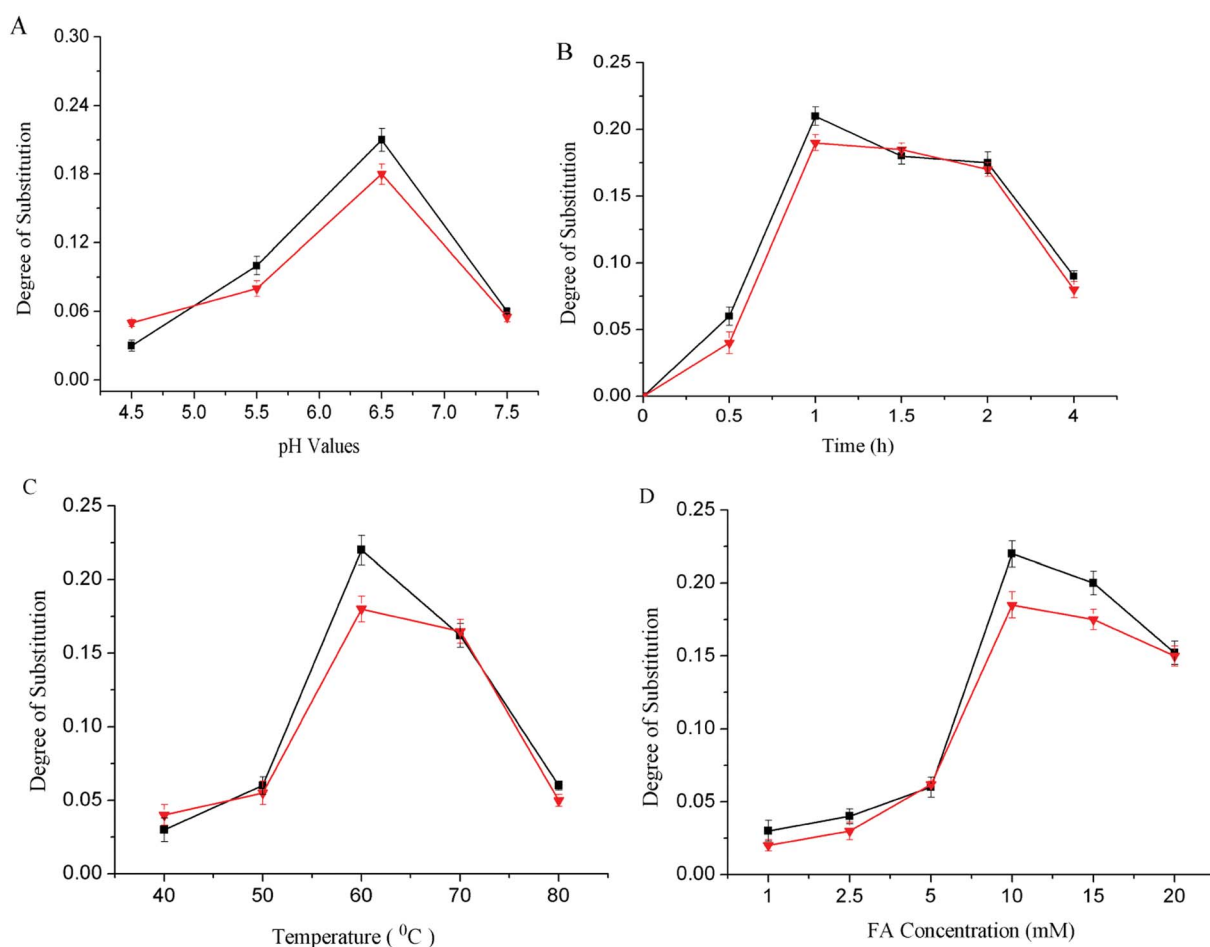 A
0.30
0.24
0.18
0.12
0.06
0.00
Degree of Substitution
4.5 5.0 5.5 6.0 6.5 7.0 7.5
pH Values
B
0.25
0.20
0.15
0.10
0.05
0.00
Degree of Substitution
0 0.5 1 1.5 2 4
Time (h)
C
0.25
0.20
0.15
0.10
0.05
0.00
Degree of Substitution
40 50 60 70 80
Temperature ( ⁰C )
D
0.25
0.20
0.15
0.10
0.05
0.00
Degree of Substitution
1 2.5 5 10 15 20
FA Concentration (mM)